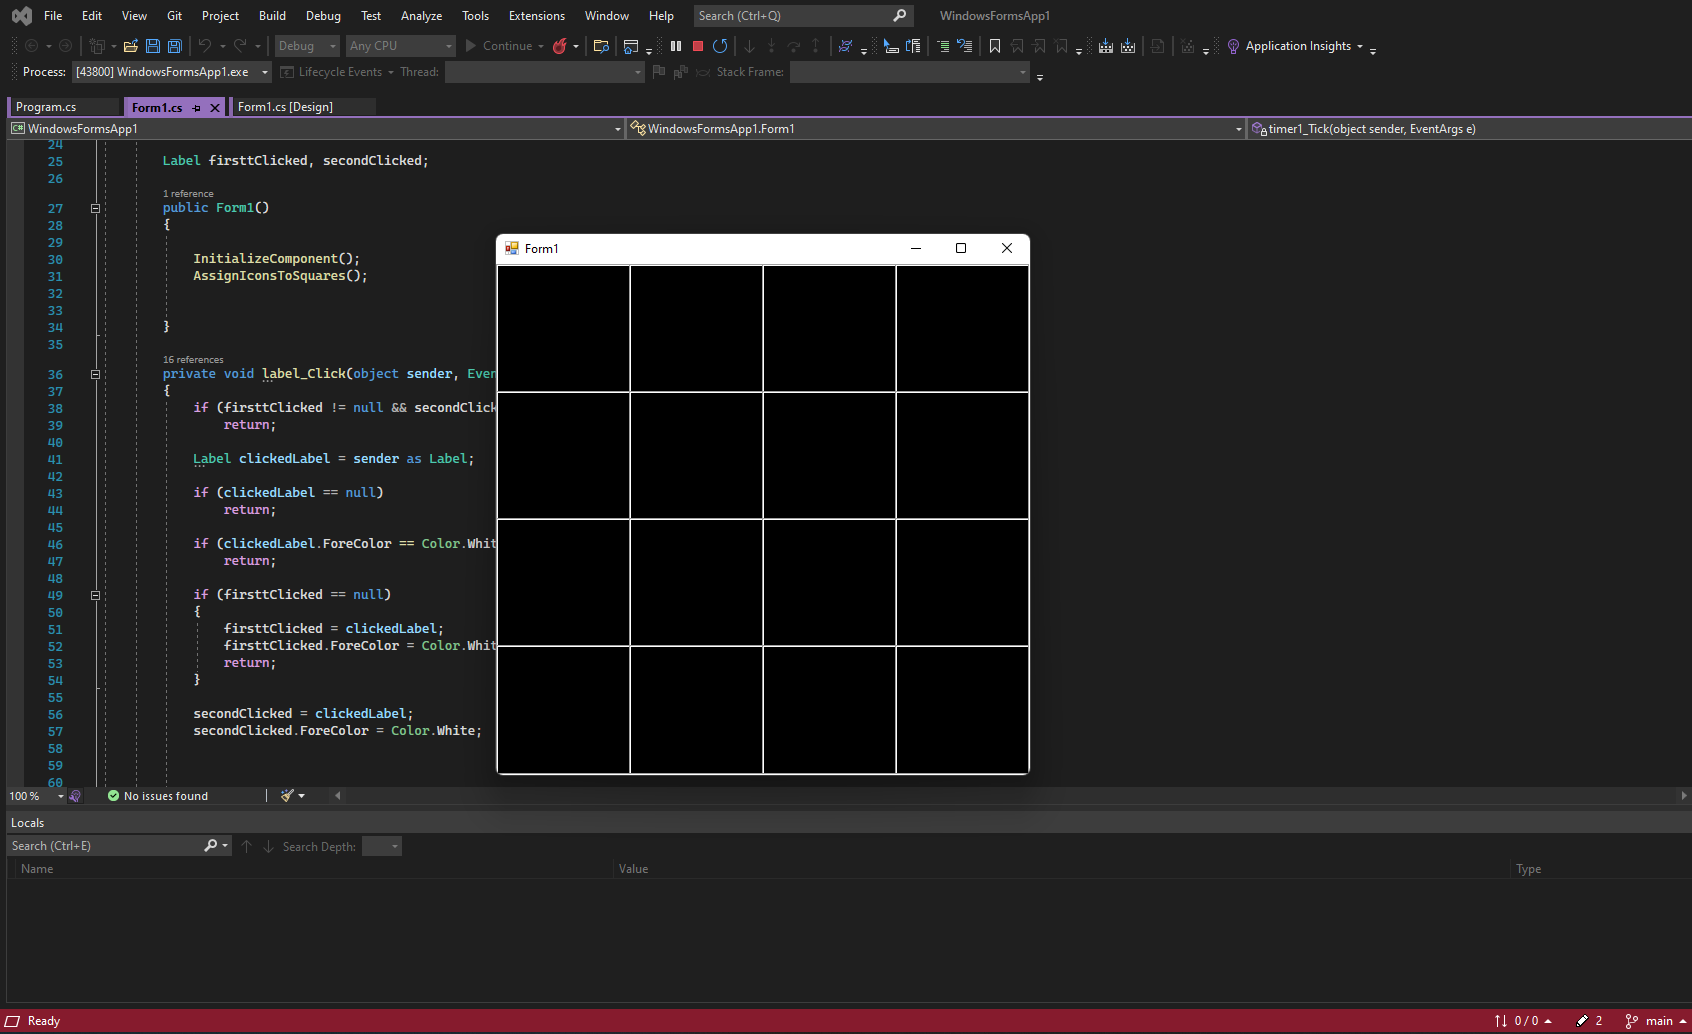 File Edit View Git Project Build Debug Test Analyze Tools Extensions Window Help Search (Ctrl+Q) WindowsFormsApp1
Debug Any CPU Continue Application Insights
Process: [43800] WindowsFormsApp1.exe Lifecycle Events Thread: Stack Frame:
Program.cs Form1.cs Form1.cs [Design]
C# WindowsFormsApp1 WindowsFormsApp1.Form1 timer1_Tick(object sender, EventArgs e)
24
25 Label firsttClicked, secondClicked;
26
1 reference
27 public Form1()
28 {
29
30 InitializeComponent();
31 AssignIconsToSquares();
32
33
34 }
35
16 references
36 private void label_Click(object sender, Even
37 {
38 if (firsttClicked != null && secondClick
39 return;
40
41 Label clickedLabel = sender as Label;
42
43 if (clickedLabel == null)
44 return;
45
46 if (clickedLabel.ForeColor == Color.Whit
47 return;
48
49 if (firsttClicked == null)
50 {
51 firsttClicked = clickedLabel;
52 firsttClicked.ForeColor = Color.Whit
53 return;
54 }
55
56 secondClicked = clickedLabel;
57 secondClicked.ForeColor = Color.White;
58
59
60
Form1
100 % No issues found
Locals
Search (Ctrl+E) Search Depth:
Name Value Type
Ready 0 / 0 2 main